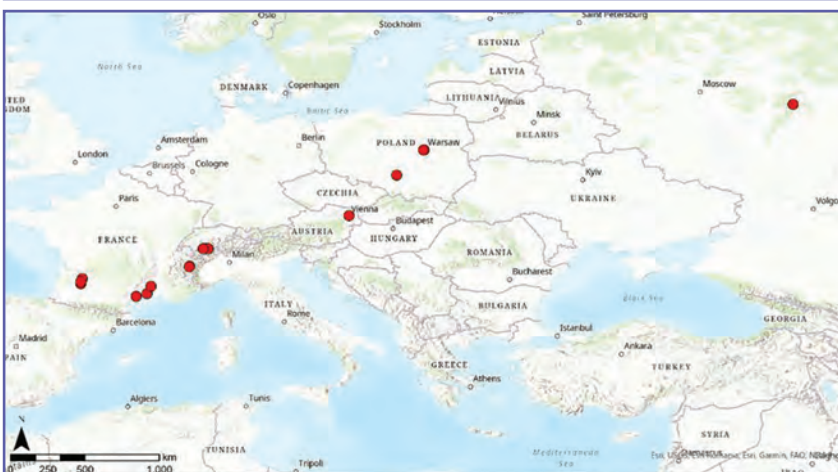 Oslo
Stockholm
Saint Petersburg
ESTONIA
North Sea
LATVIA
Moscow
DENMARK
Copenhagen
LITHUANIA
Vilnius
Baltic Sea
Minsk
BELARUS
Amsterdam
Berlin
POLAND
Warsaw
London
Brussels
Cologne
Kyiv
CZECHIA
UKRAINE
Paris
Vienna
Volgo
FRANCE
AUSTRIA
Budapest
HUNGARY
Milan
ROMANIA
Bucharest
ITALY
Black Sea
BULGARIA
GEORGIA
Barcelona
Rome
Istanbul
Madrid
Ankara
PAIN
GREECE
TURKEY
Athens
Algiers
Tunis
N
SYRIA
TUNISIA
Mediterranean
Sea
Damascus
0 250 500 1,000 km
Tripoli